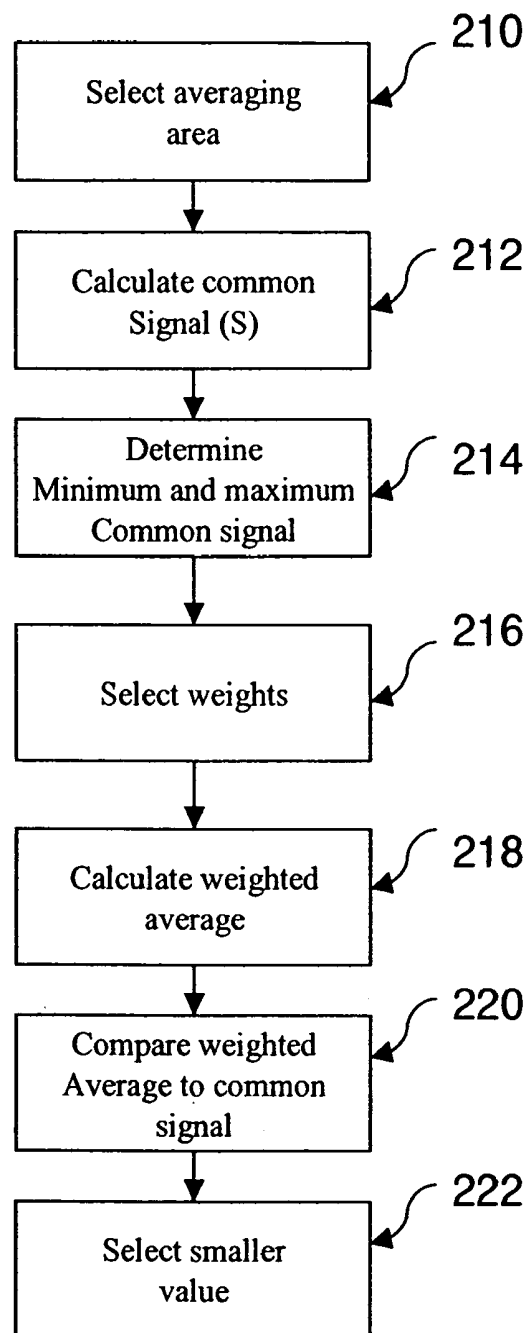 210
Select averaging
area
212
Calculate common
Signal (S)
214
Determine
Minimum and maximum
Common signal
216
Select weights
218
Calculate weighted
average
220
Compare weighted
Average to common
signal
222
Select smaller
value